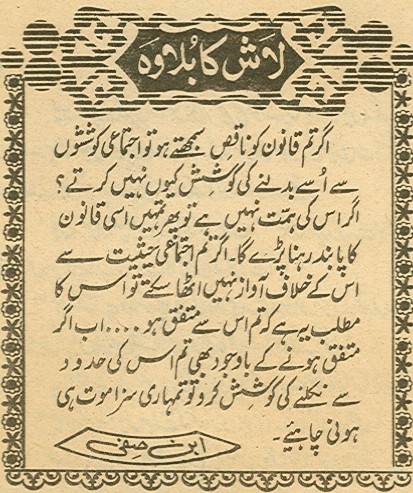 لاش کا بُلاوہ
اگر تم قانون کو ناقص سمجھتے ہو تو اجتماعی کوششوں
سے اُسے بدلنے کی کوشش کیوں نہیں کرتے؟
اگر اس کی ہمّت نہیں ہے تو پھر تمہیں اسی قانون
کا پابند رہنا پڑے گا۔ اگر تم اجتماعی حیثیت سے
اس کے خلاف آواز نہیں اٹھا سکتے تو اس کا
مطلب یہ ہے کہ تم اس سے متفق ہو .... اب اگر
متفق ہونے کے باوجود بھی تم اس کی حدود
سے نکلنے کی کوشش کرو تو تمہاری سزا موت ہی
ہونی چاہیئے۔
ابن صفی